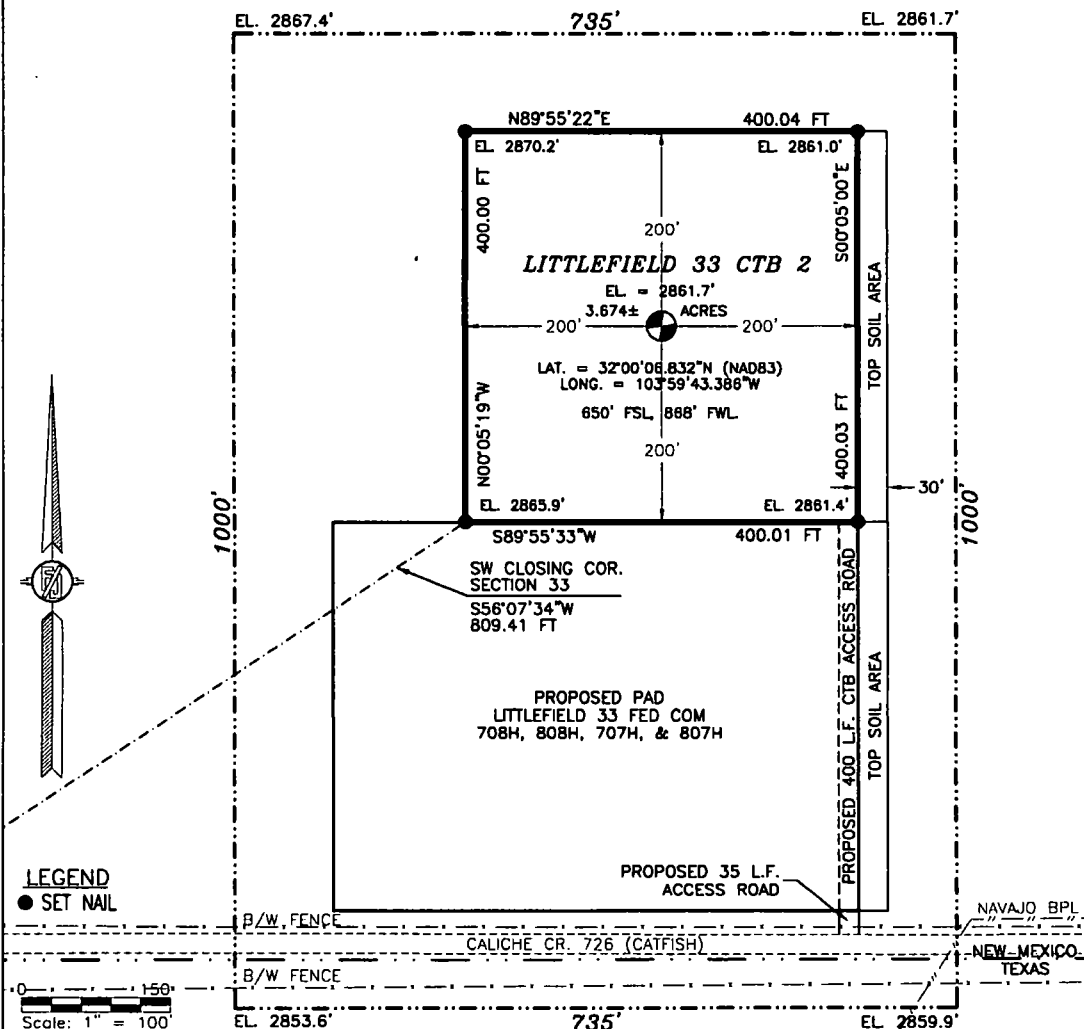 EL. 2867.4' 735' EL. 2861.7'
N89°55'22"E 400.04 FT
EL. 2870.2' EL. 2861.0'
400.00 FT
S00°05'00"E
200'
LITTLEFIELD 33 CTB 2
EL. = 2861.7'
3.674± ACRES
200' 200'
TOP SOIL AREA
LAT. = 32°00'06.832"N (NAD83)
LONG. = 103°59'43.386"W
650' FSL, 868' FWL
N00°05'19"W
400.03 FT
200'
30'
EL. 2865.9' EL. 2861.4'
1000' 1000'
S89°55'33"W 400.01 FT
SW CLOSING COR.
SECTION 33
S56°07'34"W
809.41 FT
PROPOSED 400 L.F. CTB ACCESS ROAD
TOP SOIL AREA
PROPOSED PAD
LITTLEFIELD 33 FED COM
708H, 808H, 707H, & 807H
LEGEND
SET NAIL
PROPOSED 35 L.F.
ACCESS ROAD
B/W FENCE
NAVAJO BPL
CALICHE CR. 726 (CATFISH)
NEW MEXICO
TEXAS
B/W FENCE
0 150'
Scale: 1" = 100'
EL. 2853.6' 735' EL. 2859.9'